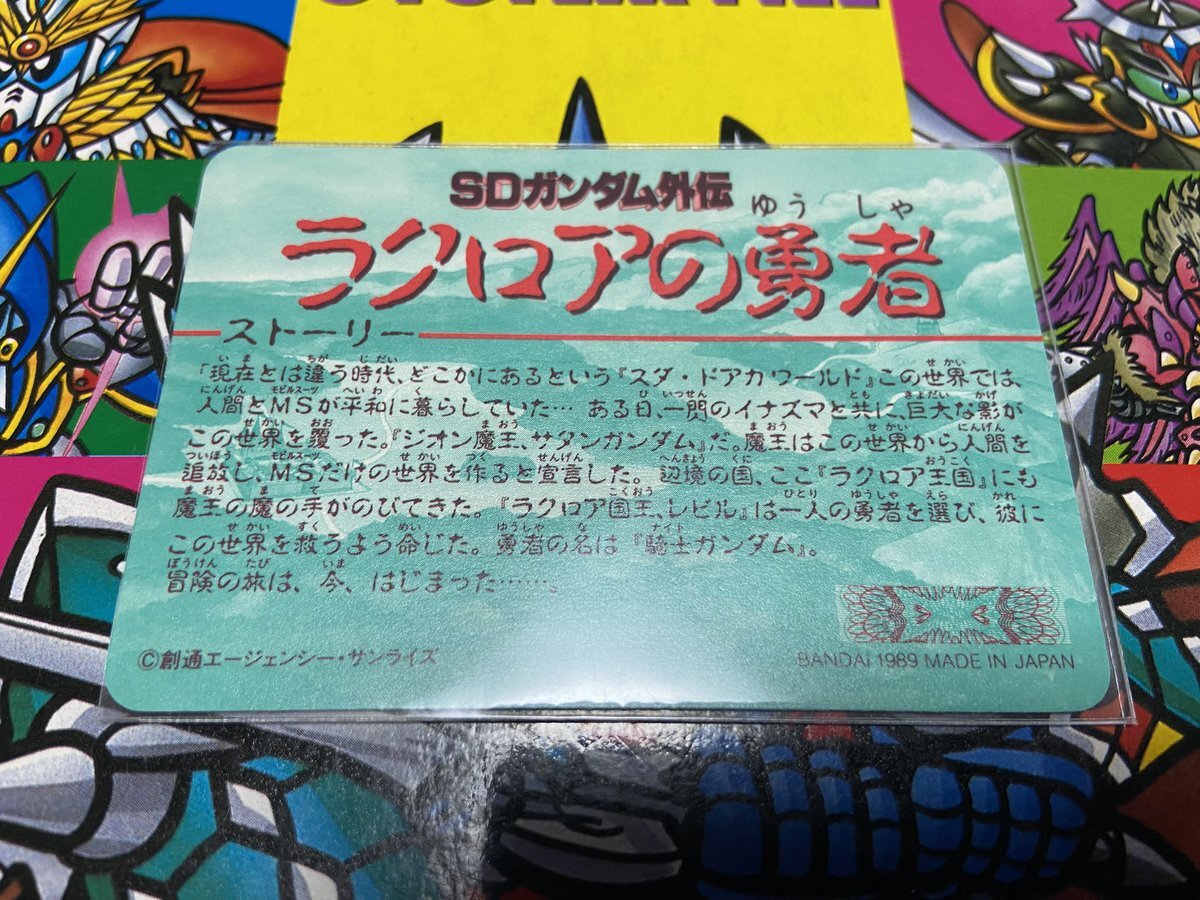 SDガンダム外伝
ゆうしゃ
ラクロアの勇者
ストーリー
「現在とは違う時代、どこかにあるという『スダ・ドアカワールド』この世界では、
人間とMSが平和に暮らしていた… ある日、一閃のイナズマと共に、巨大な影が
この世界を覆った。『ジオン魔王、サタンガンダム』だ。魔王はこの世界から人間を
追放し、MSだけの世界を作ると宣言した。辺境の国、ここ『ラクロア王国』にも
魔王の魔の手がのびてきた。『ラクロア国王、レビル』は一人の勇者を選び、彼に
この世界を救うよう命じた。勇者の名は『騎士ガンダム』。
冒険の旅は、今、はじまった……。
©創通エージェンシー・サンライズ
BANDAI 1989 MADE IN JAPAN